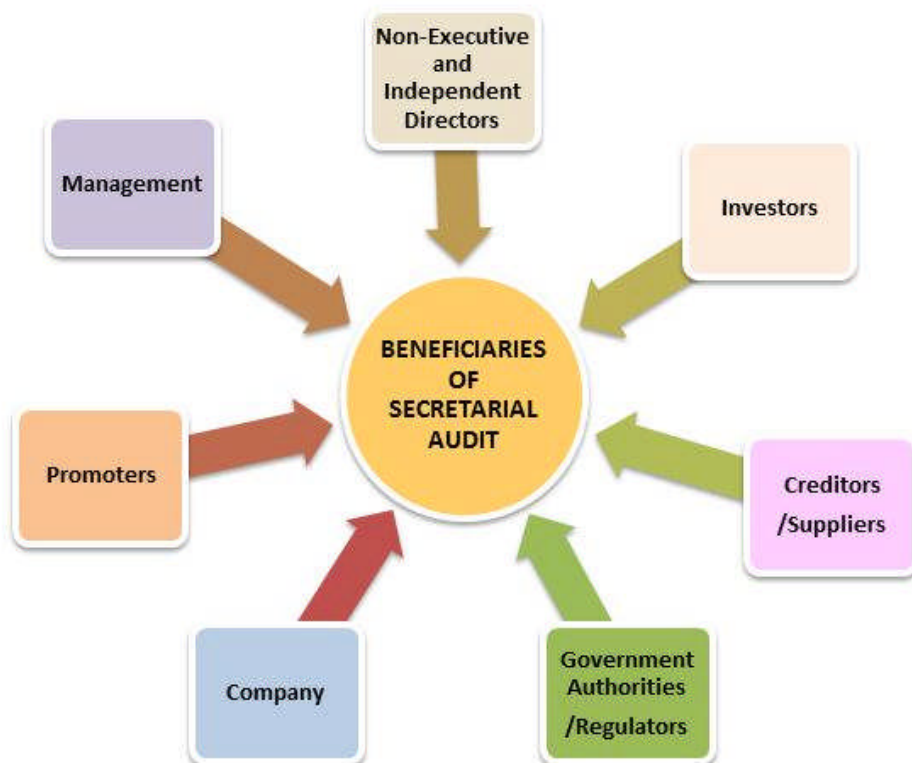 Non-Executive
and
Independent
Directors
Management
Investors
BENEFICIARIES
OF
SECRETARIAL
AUDIT
Promoters
Creditors
/Suppliers
Company
Government
Authorities
/Regulators